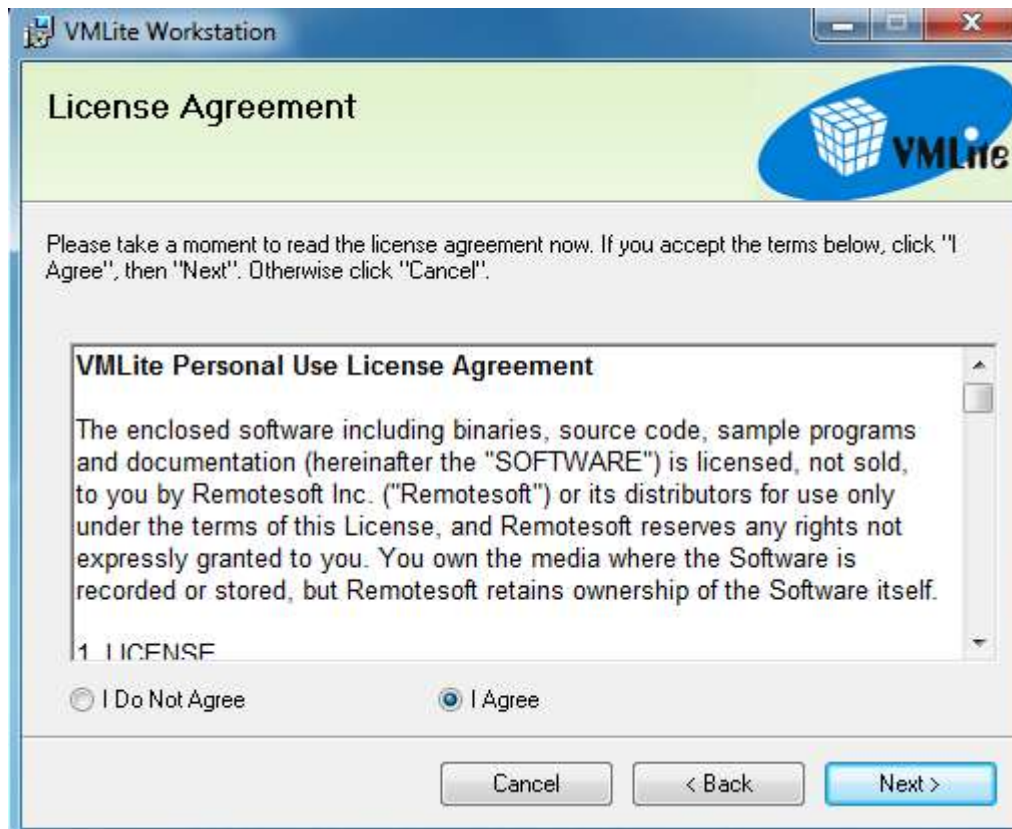 VMLite Workstation
License Agreement
VMLite
Please take a moment to read the license agreement now. If you accept the terms below, click "I
Agree", then "Next". Otherwise click "Cancel".
VMLite Personal Use License Agreement
The enclosed software including binaries, source code, sample programs
and documentation (hereinafter the "SOFTWARE") is licensed, not sold,
to you by Remotesoft Inc. ("Remotesoft") or its distributors for use only
under the terms of this License, and Remotesoft reserves any rights not
expressly granted to you. You own the media where the Software is
recorded or stored, but Remotesoft retains ownership of the Software itself.
1. LICENSE
I Do Not Agree
I Agree
Cancel
< Back
Next >